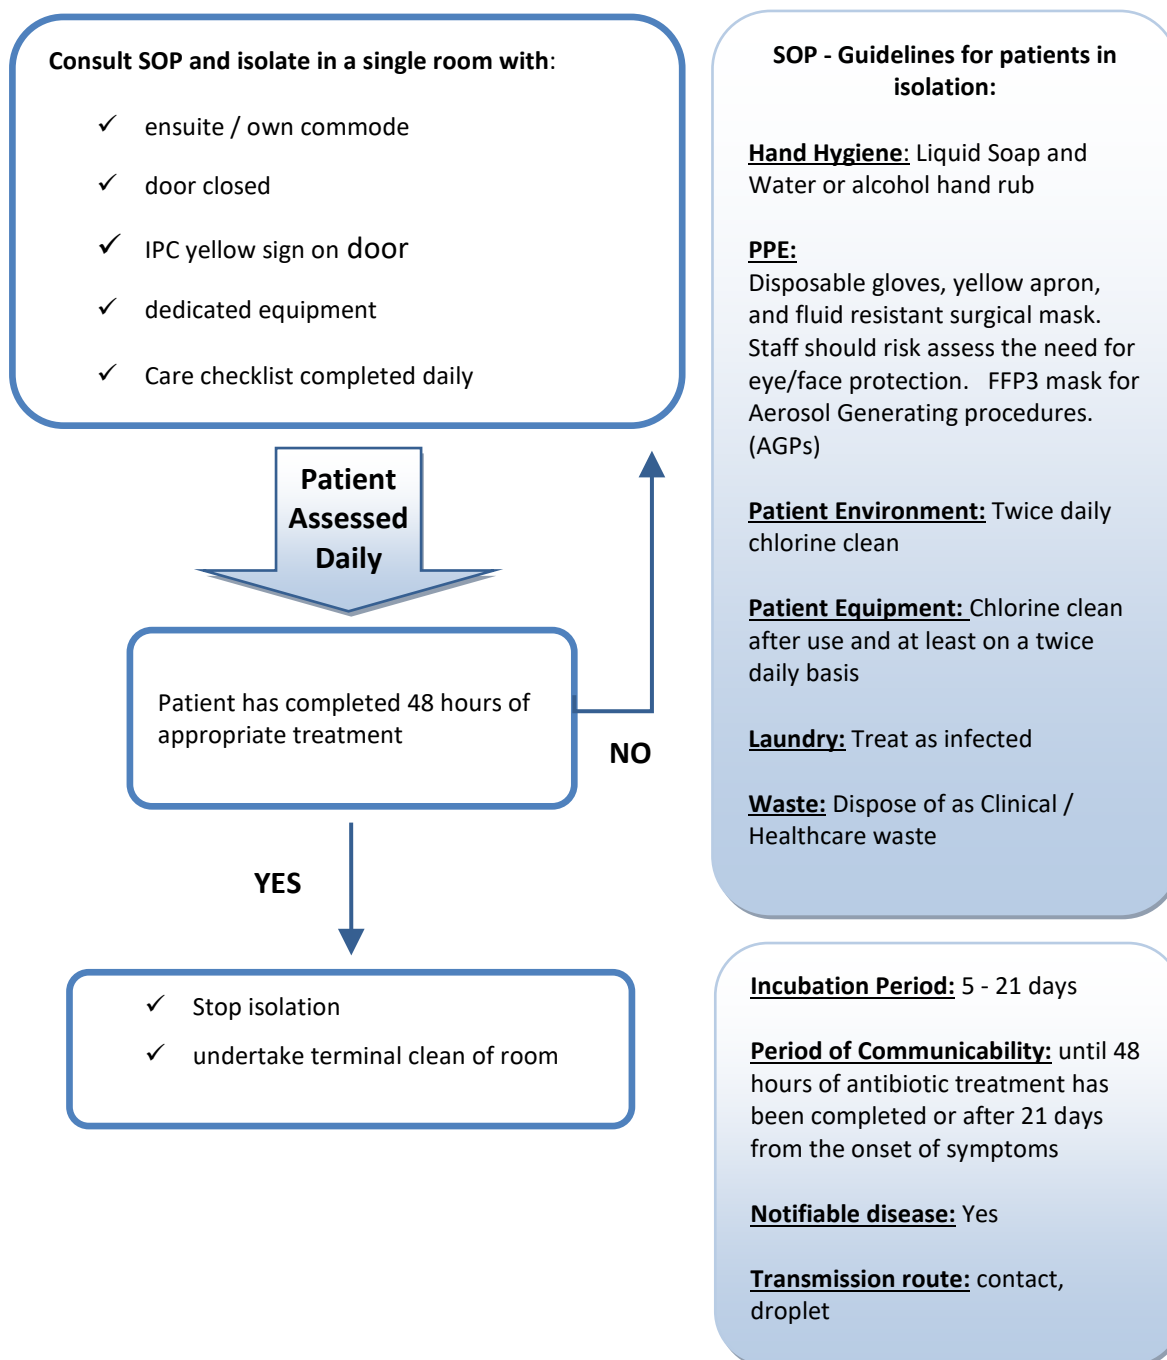 Consult SOP and isolate in a single room with:
✓ ensuite / own commode
✓ door closed
✓ IPC yellow sign on door
✓ dedicated equipment
✓ Care checklist completed daily
Patient
Assessed
Daily
Patient has completed 48 hours of
appropriate treatment
NO
YES
✓ Stop isolation
✓ undertake terminal clean of room
SOP - Guidelines for patients in
isolation:
Hand Hygiene: Liquid Soap and
Water or alcohol hand rub
PPE:
Disposable gloves, yellow apron,
and fluid resistant surgical mask.
Staff should risk assess the need for
eye/face protection. FFP3 mask for
Aerosol Generating procedures.
(AGPs)
Patient Environment: Twice daily
chlorine clean
Patient Equipment: Chlorine clean
after use and at least on a twice
daily basis
Laundry: Treat as infected
Waste: Dispose of as Clinical /
Healthcare waste
Incubation Period: 5 - 21 days
Period of Communicability: until 48
hours of antibiotic treatment has
been completed or after 21 days
from the onset of symptoms
Notifiable disease: Yes
Transmission route: contact,
droplet